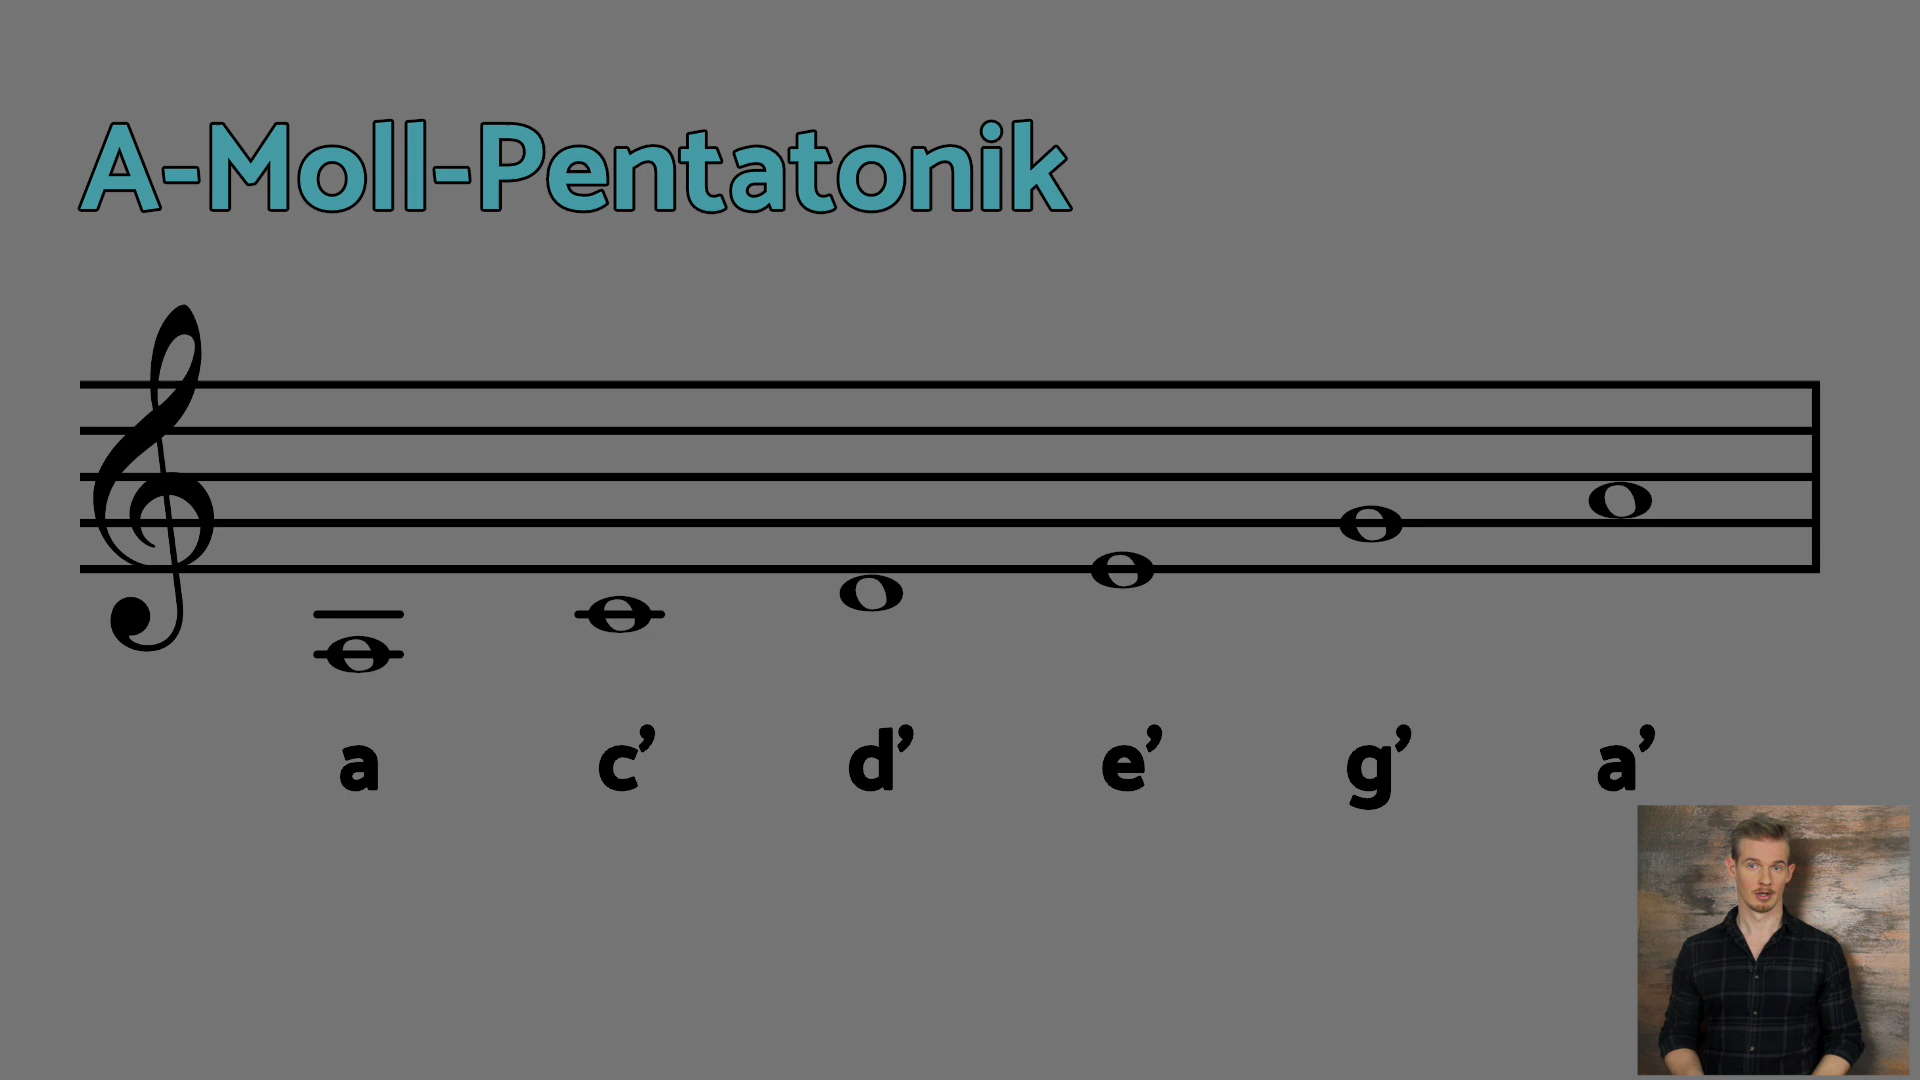 A-Moll-Pentatonik
a c’ d’ e’ g’ a’